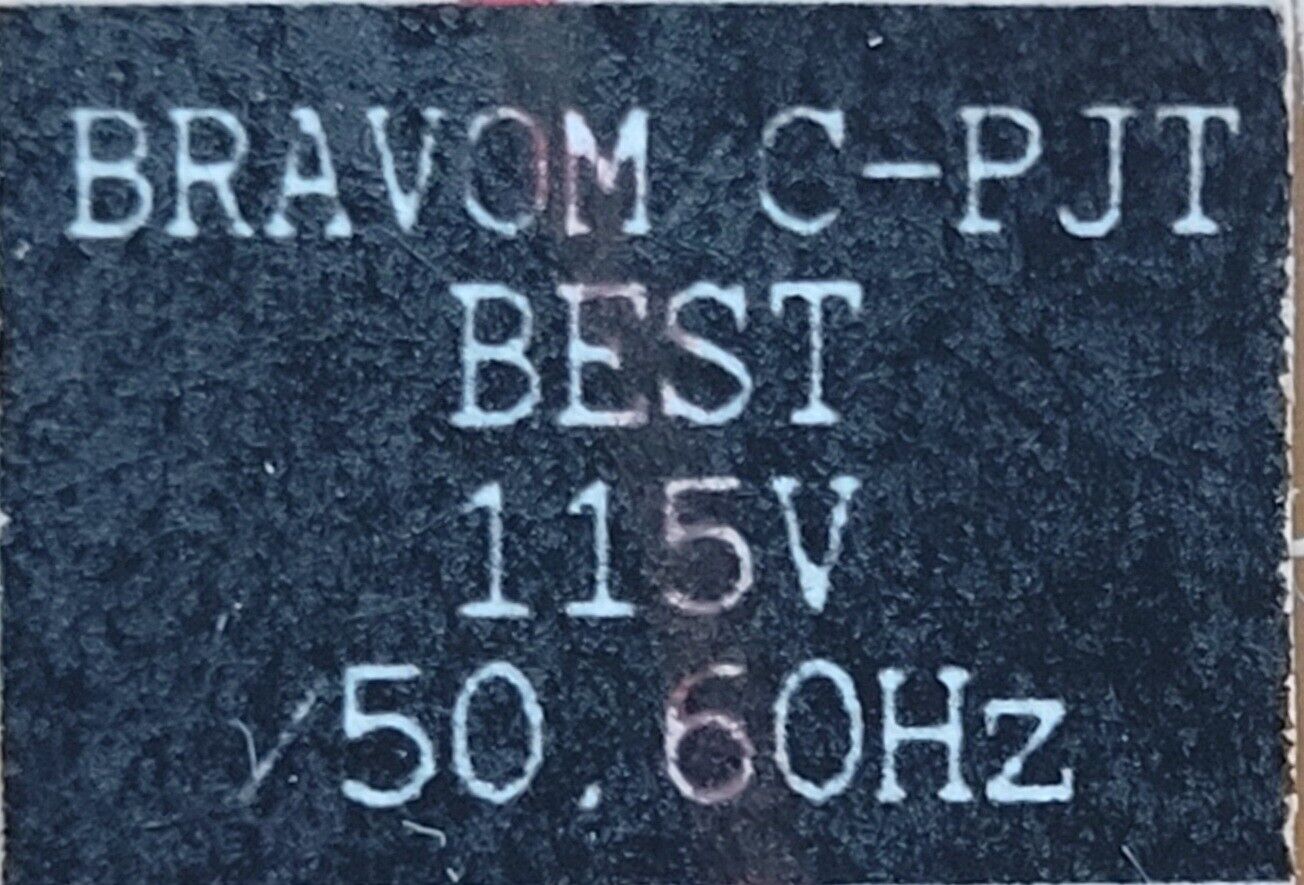 BRAVOM C-PJT
BEST
115V
/50,60Hz